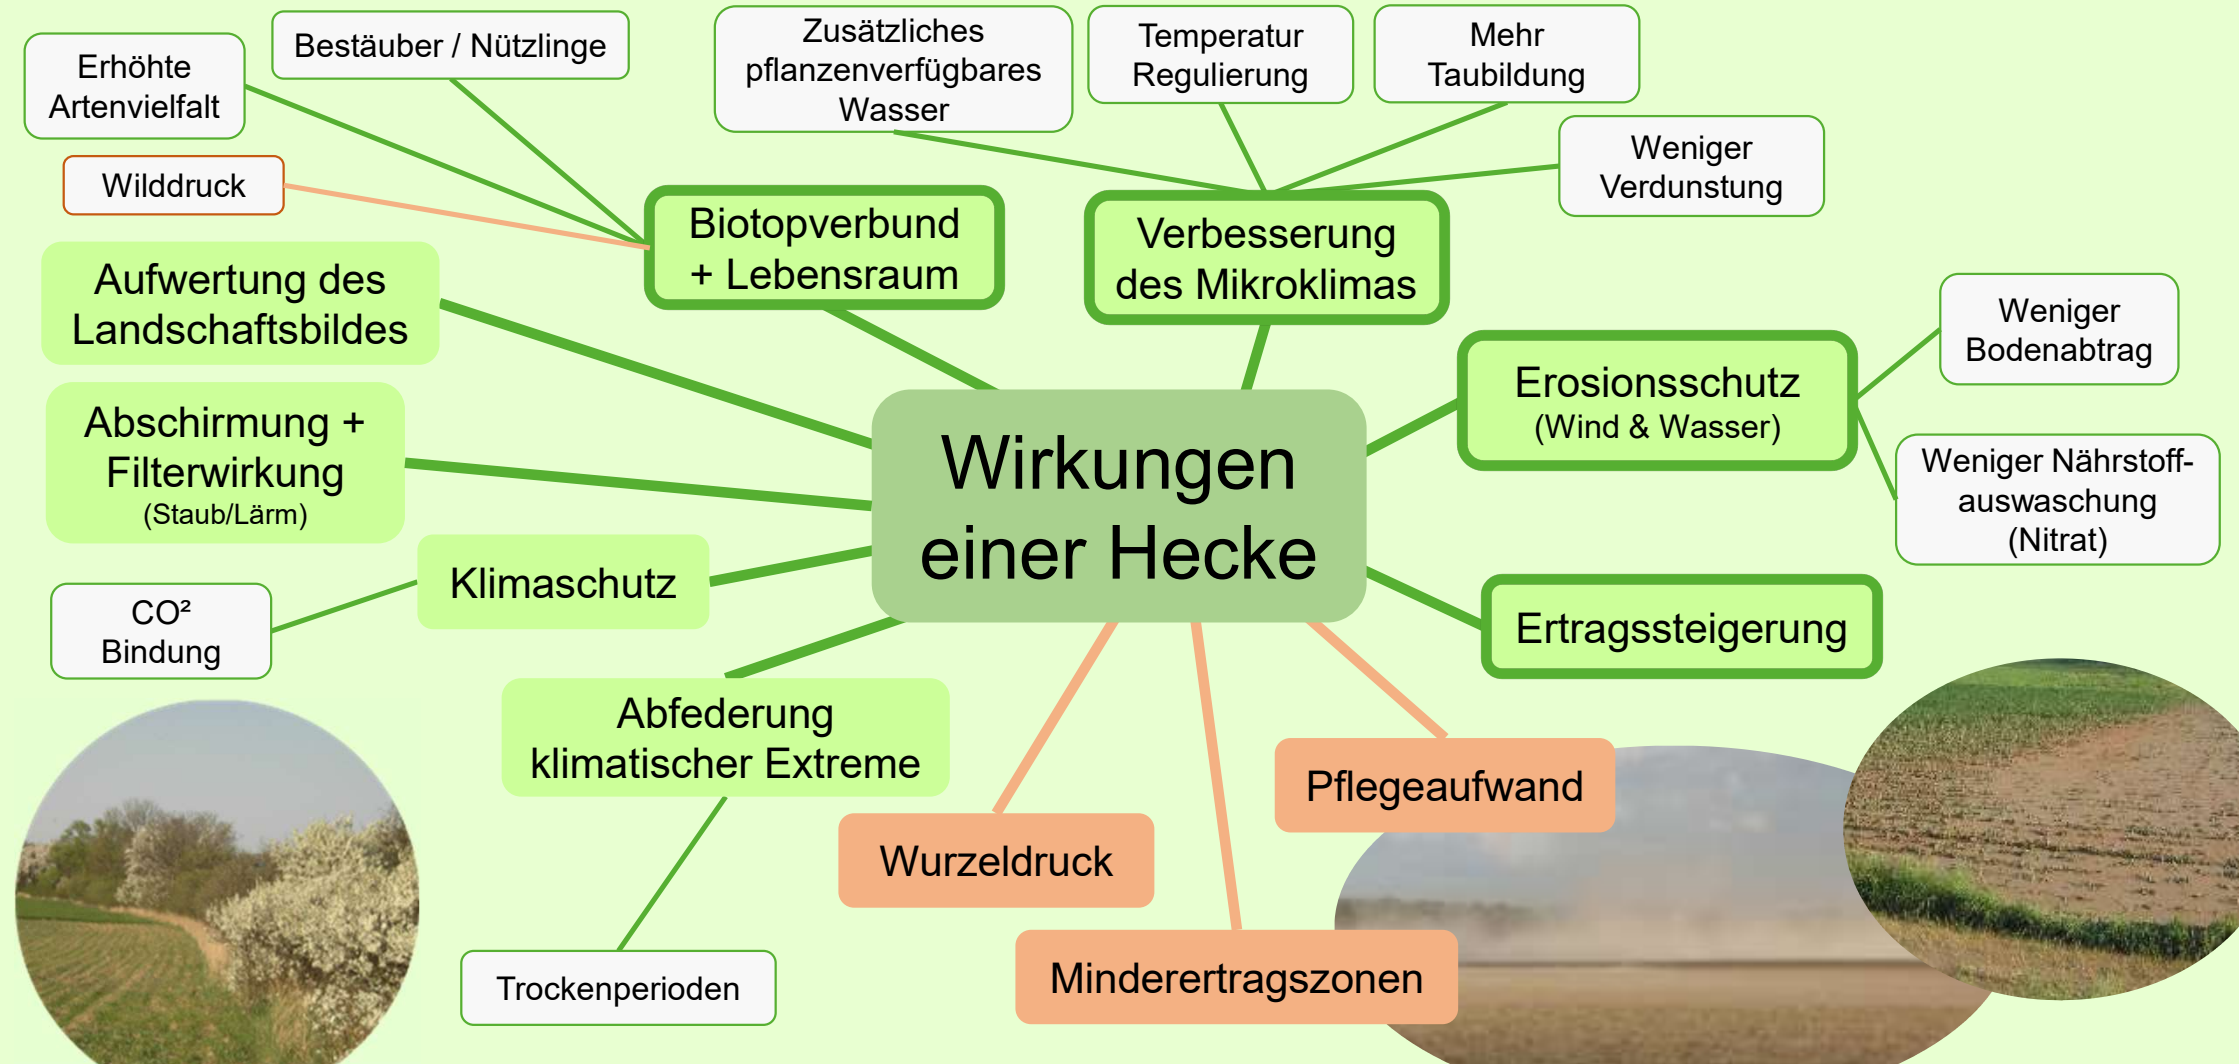 Erhöhte
Artenvielfalt
Bestäuber / Nützlinge
Wilddruck
Zusätzliches
pflanzenverfügbares
Wasser
Temperatur
Regulierung
Mehr
Taubildung
Weniger
Verdunstung
Biotopverbund
+ Lebensraum
Verbesserung
des Mikroklimas
Aufwertung des
Landschaftsbildes
Erosionsschutz
(Wind & Wasser)
Weniger
Bodenabtrag
Weniger Nährstoff-
auswaschung
(Nitrat)
Abschirmung +
Filterwirkung
(Staub/Lärm)
Wirkungen
einer Hecke
Klimaschutz
CO²
Bindung
Ertragssteigerung
Abfederung
klimatischer Extreme
Trockenperioden
Wurzeldruck
Minderertragszonen
Pflegeaufwand